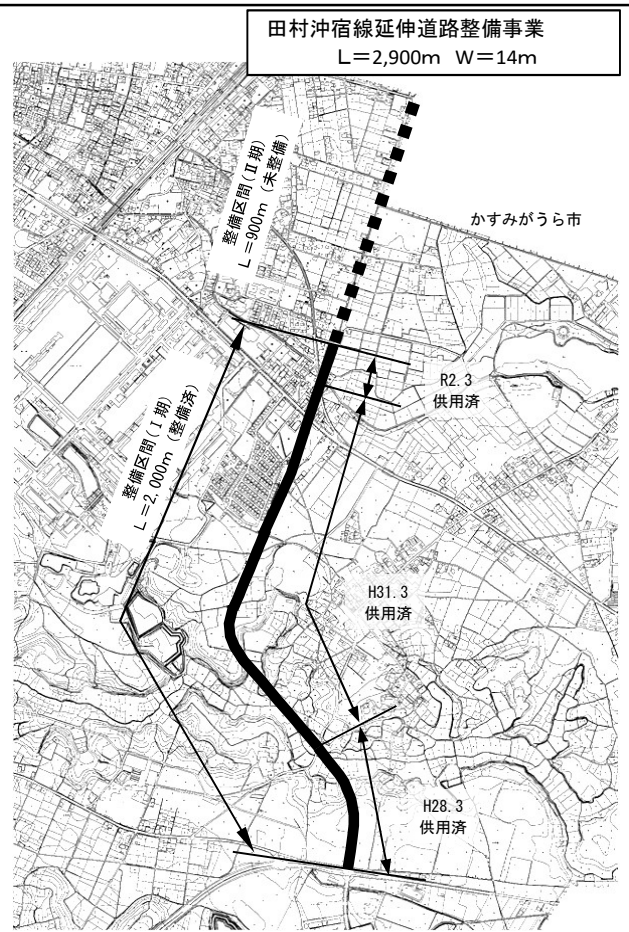 田村沖宿線延伸道路整備事業
L=2,900m W=14m
整備区間(Ⅱ期)
L=900m (未整備)
かすみがうら市
R2.3
供用済
整備区間(Ⅰ期)
L=2,000m (整備済)
H31.3
供用済
H28.3
供用済